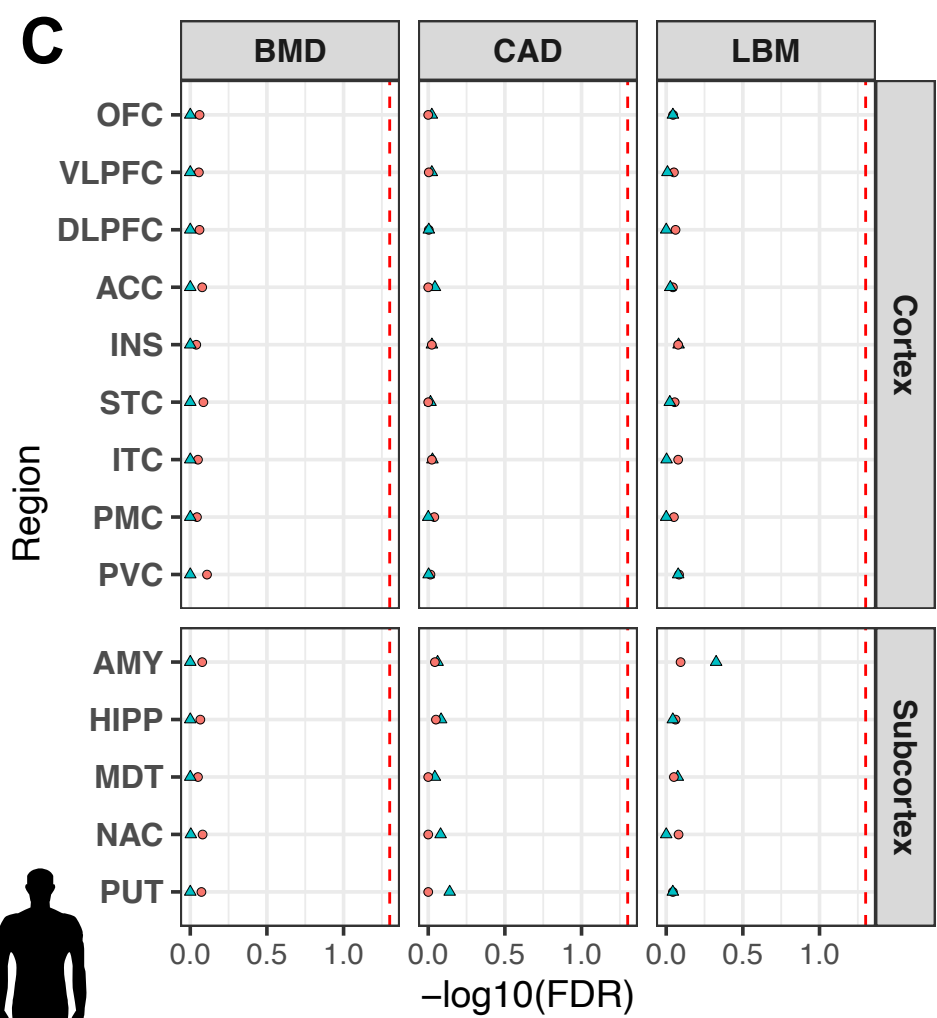 C
BMD CAD LBM
OFC
VLPFC
DLPFC
ACC
INS
STC
ITC
PMC
PVC
Cortex
AMY
HIPP
MDT
NAC
PUT
Subcortex
Region
0.0 0.5 1.0 0.0 0.5 1.0 0.0 0.5 1.0
−log10(FDR)